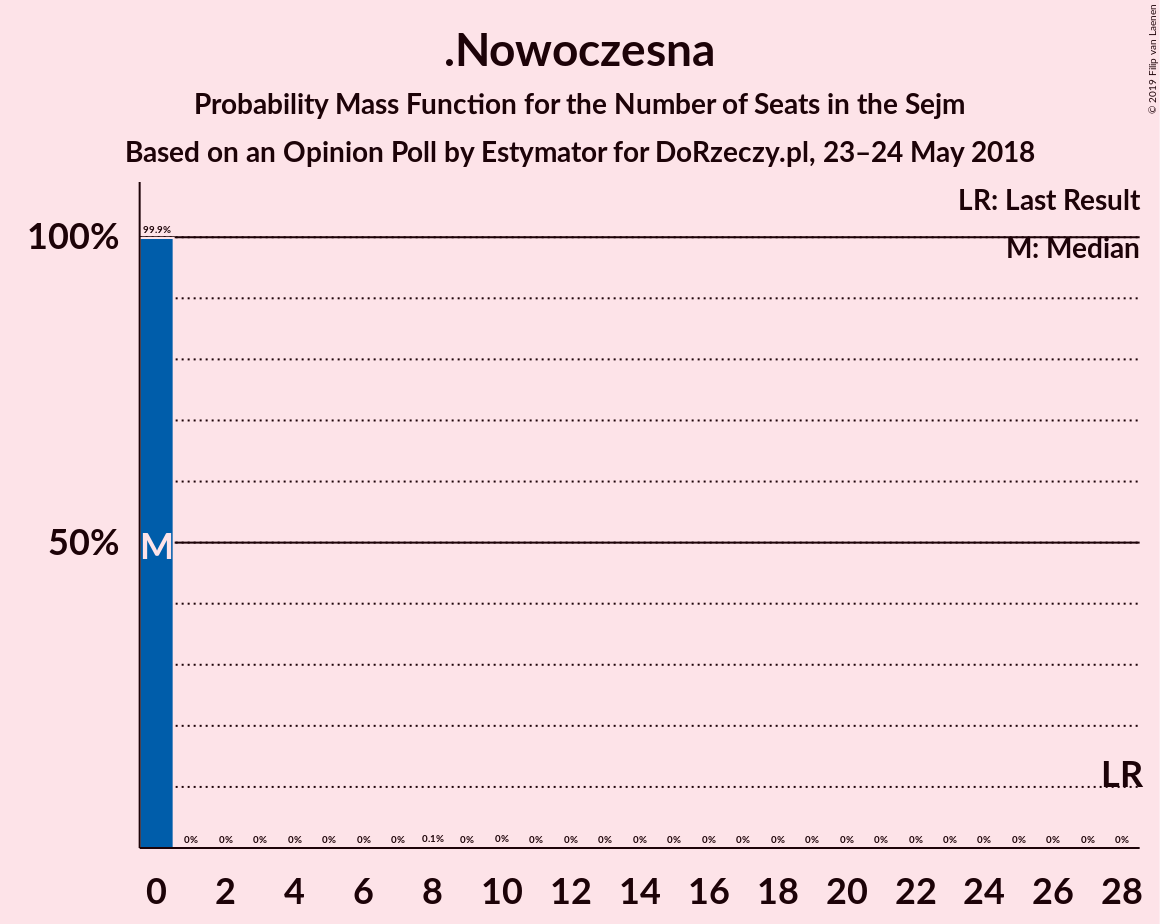 .Nowoczesna
Probability Mass Function for the Number of Seats in the Sejm
Based on an Opinion Poll by Estymator for DoRzeczy.pl, 23–24 May 2018
© 2019 Filip van Laenen
LR: Last Result
M: Median
100%
99.9%
50%
M
LR
0% 0% 0% 0% 0% 0% 0% 0.1% 0% 0% 0% 0% 0% 0% 0% 0% 0% 0% 0% 0% 0% 0% 0% 0% 0% 0% 0% 0%
0 2 4 6 8 10 12 14 16 18 20 22 24 26 28